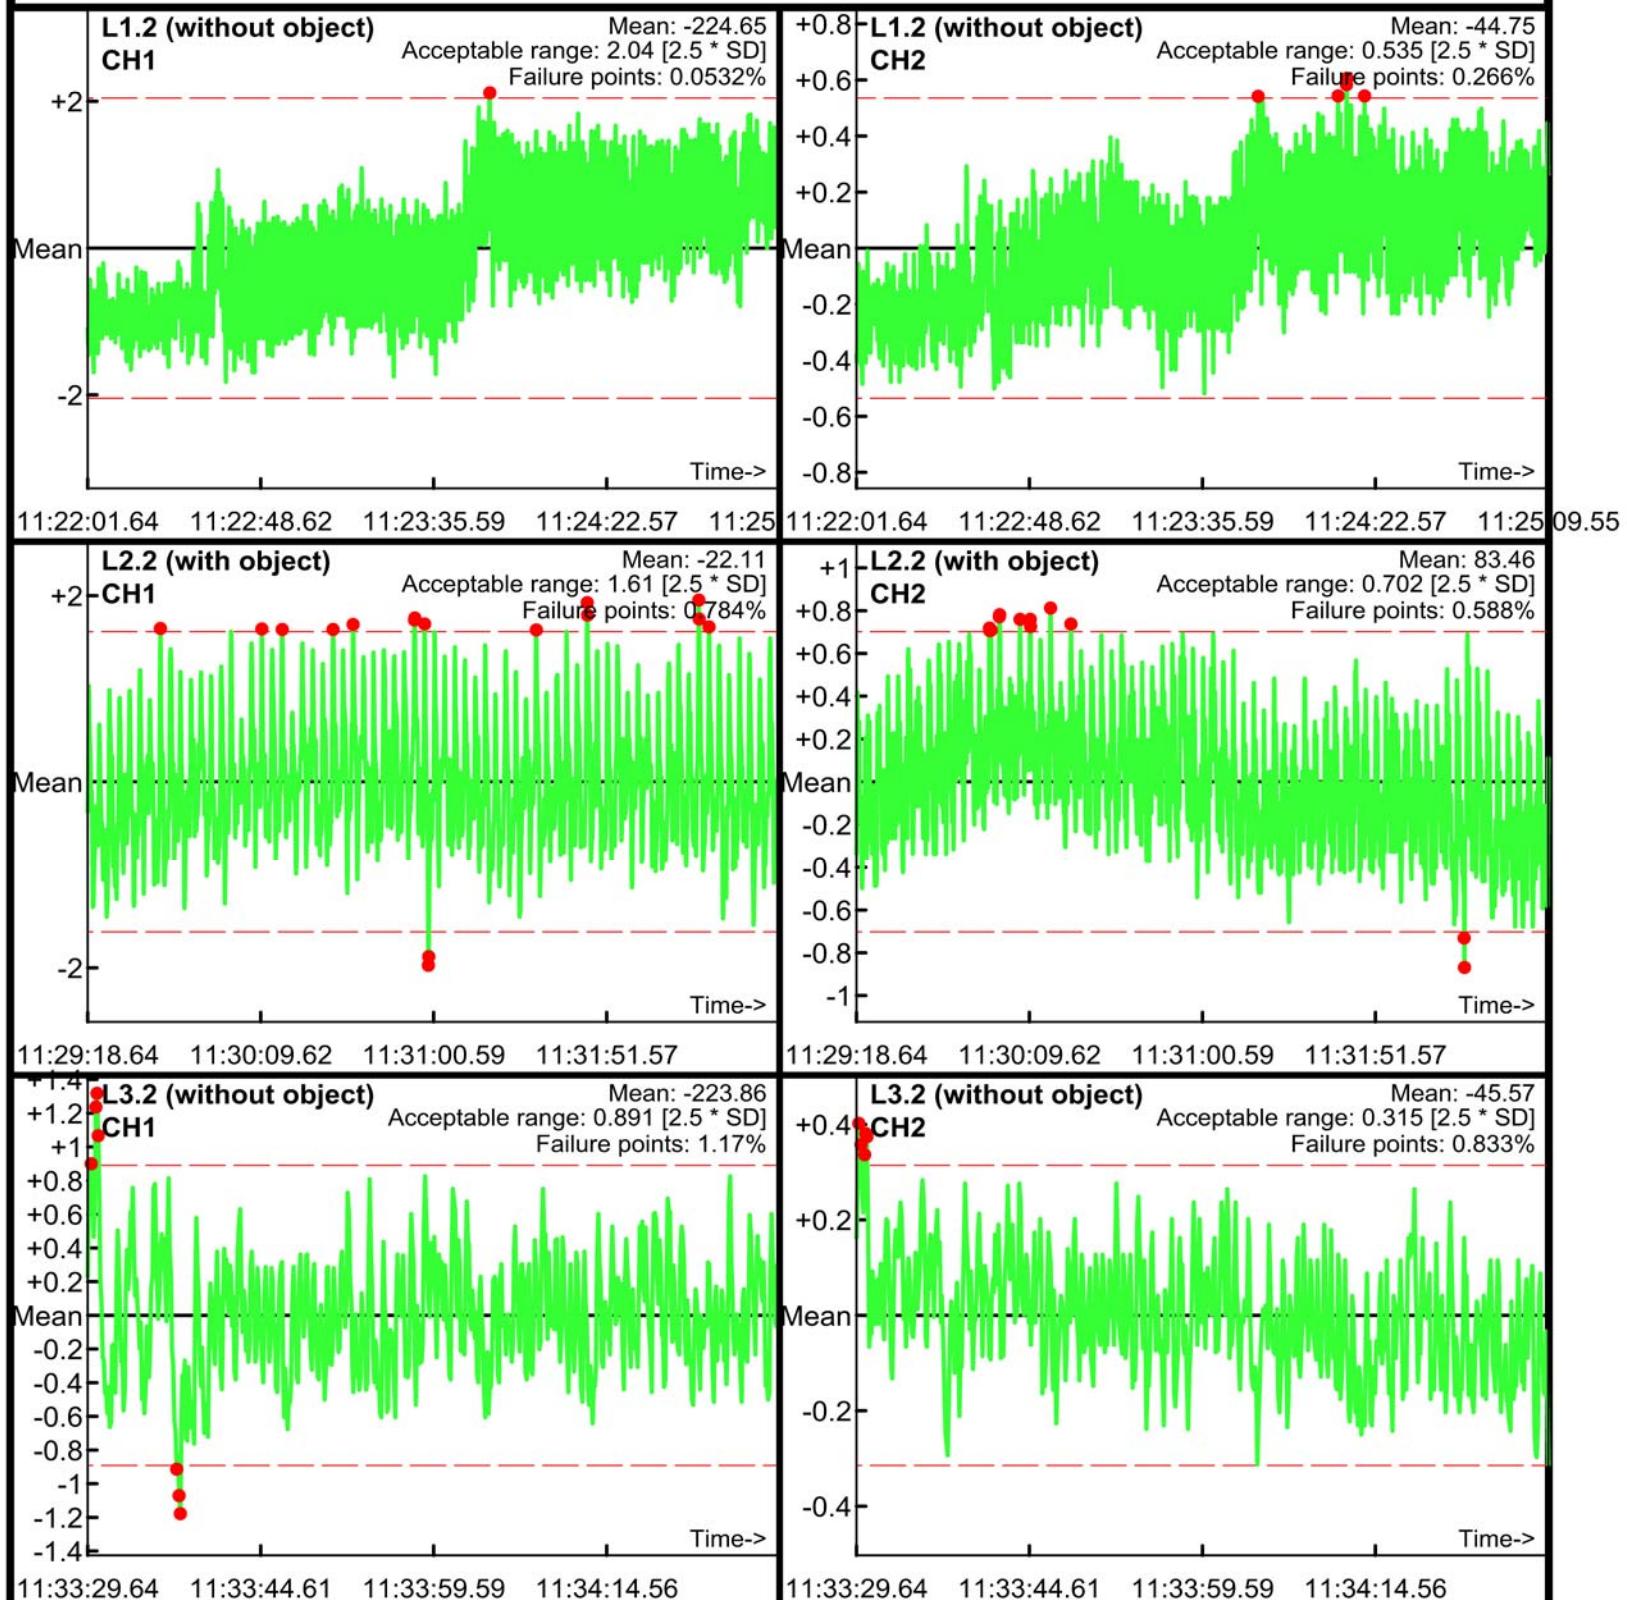 L1.2 (without object)
CH1
Mean: -224.65
Acceptable range: 2.04 [2.5 * SD]
Failure points: 0.0532%
+2
Mean
-2
Time->
11:22:01.64 11:22:48.62 11:23:35.59 11:24:22.57 11:25
L1.2 (without object)
CH2
Mean: -44.75
Acceptable range: 0.535 [2.5 * SD]
Failure points: 0.266%
+0.8
+0.6
+0.4
+0.2
Mean
-0.2
-0.4
-0.6
-0.8
Time->
11:22:01.64 11:22:48.62 11:23:35.59 11:24:22.57 11:25:09.55
L2.2 (with object)
CH1
Mean: -22.11
Acceptable range: 1.61 [2.5 * SD]
Failure points: 0.784%
+2
Mean
-2
Time->
11:29:18.64 11:30:09.62 11:31:00.59 11:31:51.57
L2.2 (with object)
CH2
Mean: 83.46
Acceptable range: 0.702 [2.5 * SD]
Failure points: 0.588%
+1
+0.8
+0.6
+0.4
+0.2
Mean
-0.2
-0.4
-0.6
-0.8
-1
Time->
11:29:18.64 11:30:09.62 11:31:00.59 11:31:51.57
L3.2 (without object)
CH1
Mean: -223.86
Acceptable range: 0.891 [2.5 * SD]
Failure points: 1.17%
+1.4
+1.2
+1
+0.8
+0.6
+0.4
+0.2
Mean
-0.2
-0.4
-0.6
-0.8
-1
-1.2
-1.4
Time->
11:33:29.64 11:33:44.61 11:33:59.59 11:34:14.56
L3.2 (without object)
CH2
Mean: -45.57
Acceptable range: 0.315 [2.5 * SD]
Failure points: 0.833%
+0.4
+0.2
Mean
-0.2
-0.4
Time->
11:33:29.64 11:33:44.61 11:33:59.59 11:34:14.56